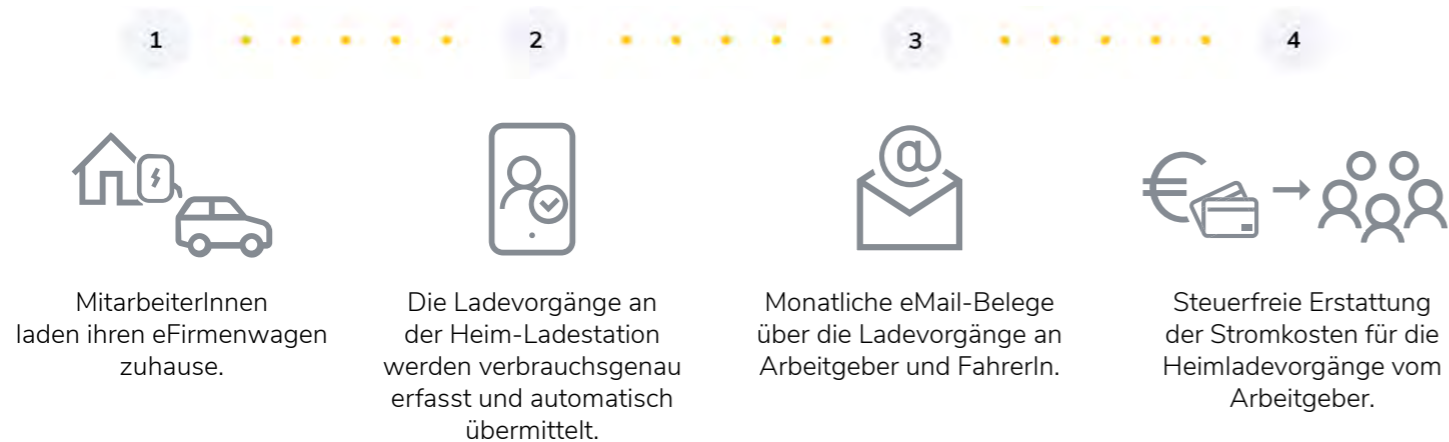 1
2
3
4
MitarbeiterInnen
laden ihren eFirmenwagen
zuhause.
Die Ladevorgänge an
der Heim-Ladestation
werden verbrauchsgenau
erfasst und automatisch
übermittelt.
Monatliche eMail-Belege
über die Ladevorgänge an
Arbeitgeber und FahrerIn.
Steuerfreie Erstattung
der Stromkosten für die
Heimladevorgänge vom
Arbeitgeber.